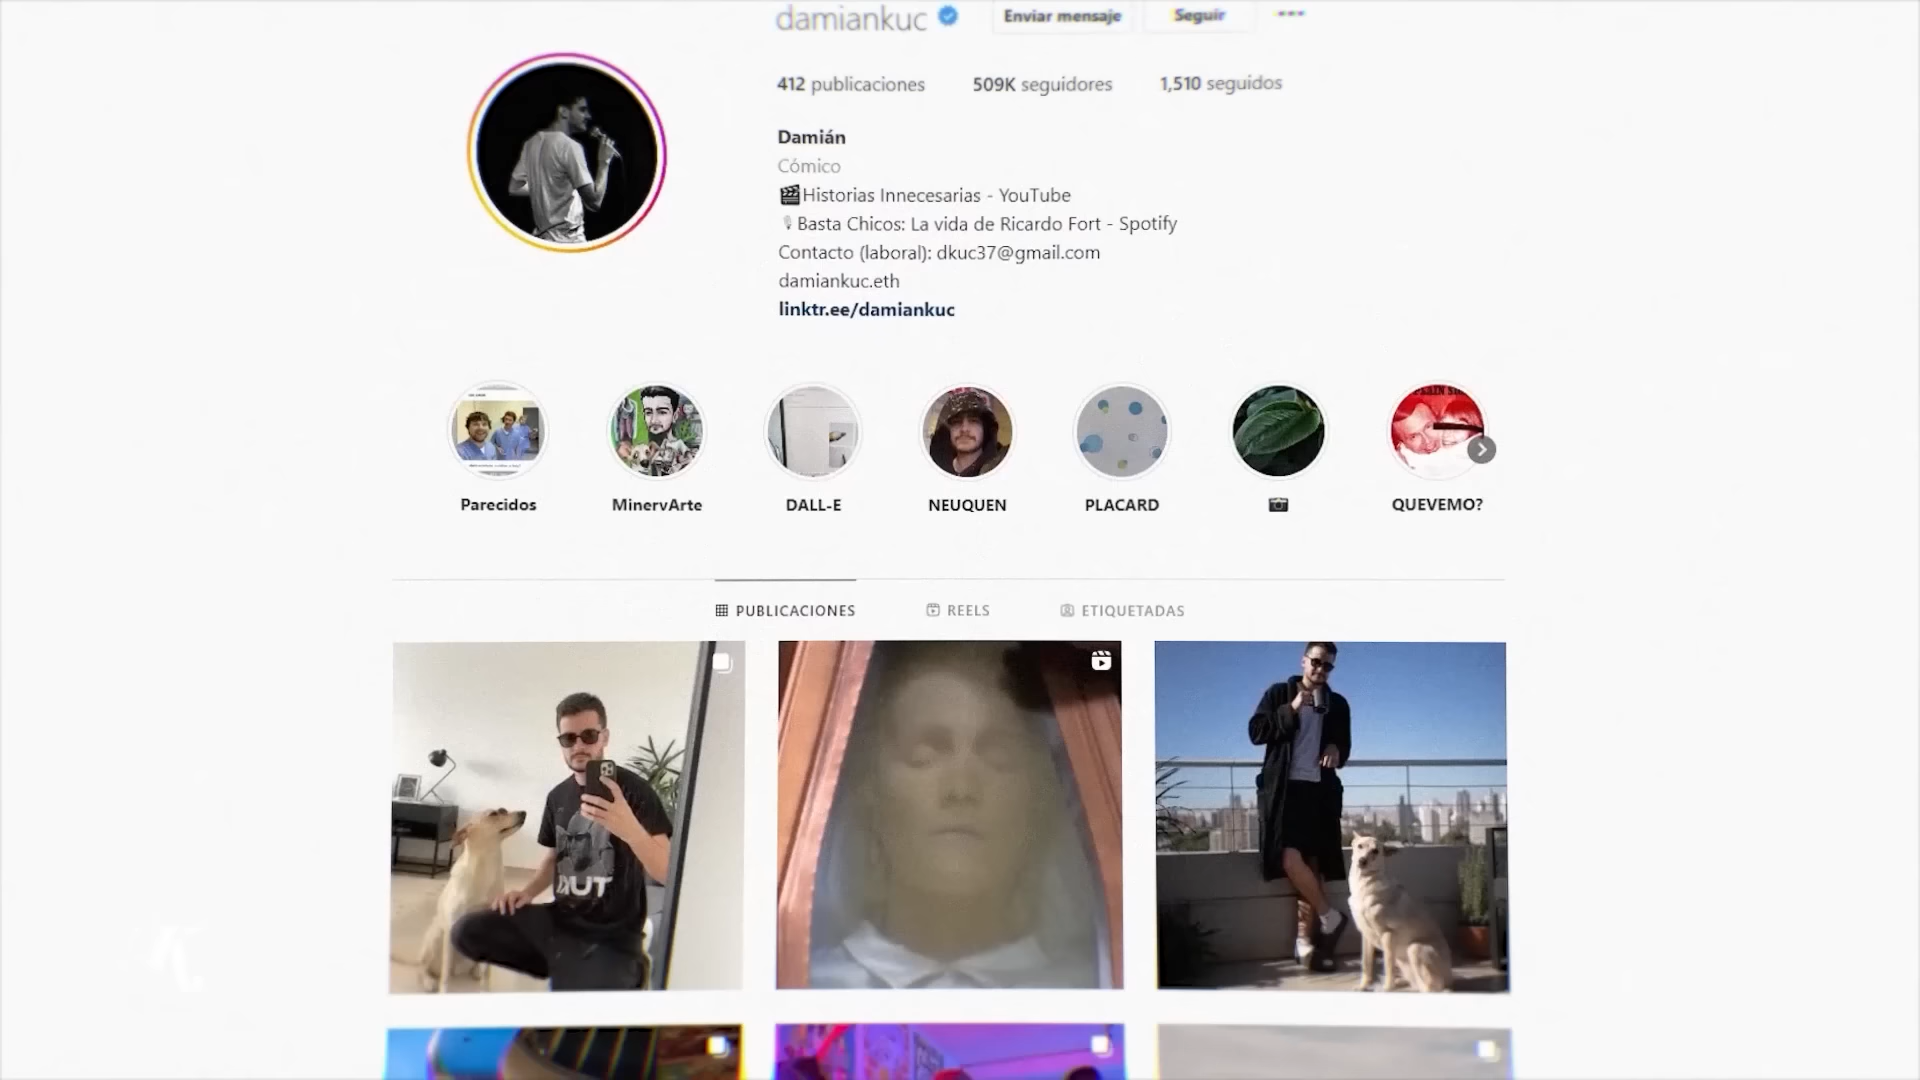 damiankuc
Enviar mensaje
Seguir
412 publicaciones
509K seguidores
1,510 seguidos
Damián
Cómico
Historias Innecesarias - YouTube
Basta Chicos: La vida de Ricardo Fort - Spotify
Contacto (laboral): dkuc37@gmail.com
damiankuc.eth
linktr.ee/damiankuc
Parecidos
MinervArte
DALL-E
NEUQUEN
PLACARD
QUEVEMO?
PUBLICACIONES
REELS
ETIQUETADAS